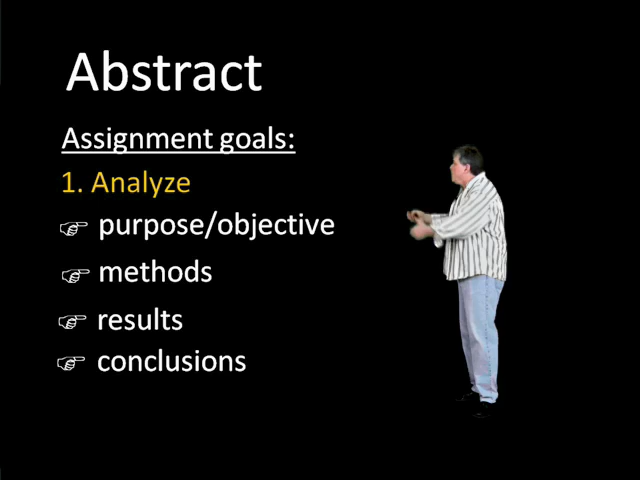 Abstract
Assignment goals:
1. Analyze
☞ purpose/objective
☞ methods
☞ results
☞ conclusions